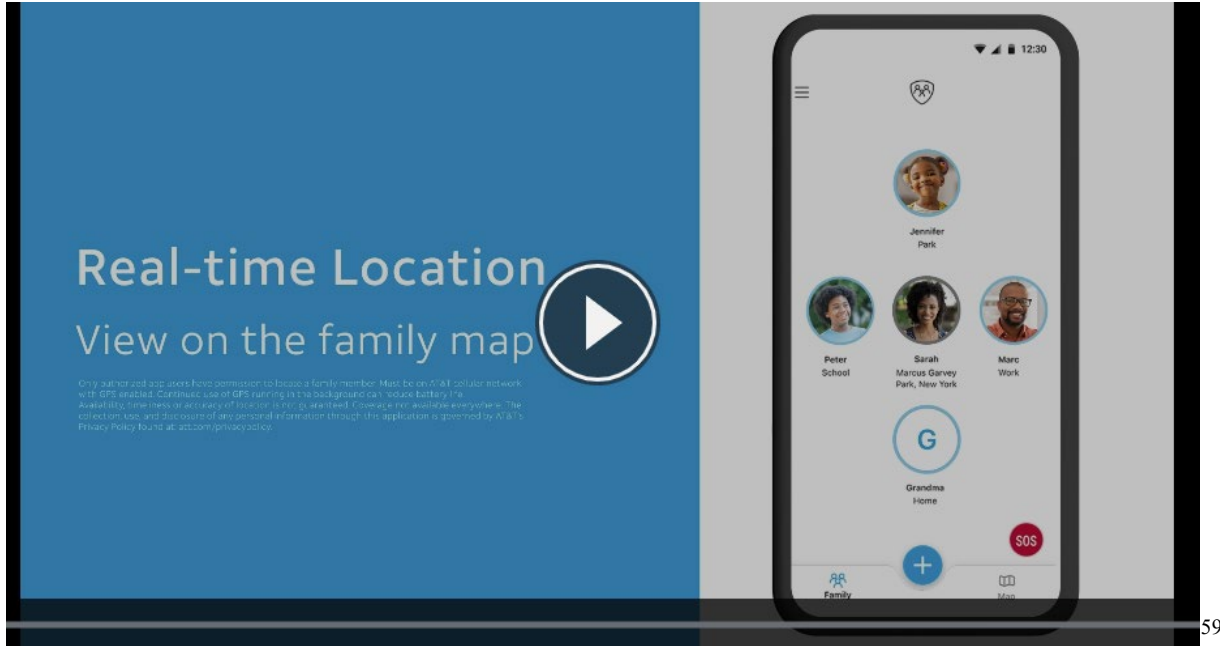 Real-time Location
View on the family map
Only authorized app users have permission to locate a family member. Must be on AT&T cellular network
with GPS enabled. Continued use of GPS running in the background can reduce battery life.
Availability, timeliness or accuracy of location is not guaranteed. Coverage not available everywhere. The
collection, use, and disclosure of any personal information through this application is governed by AT&T's
Privacy Policy found at: att.com/privacypolicy.
12:30
Jennifer
Park
Peter
School
Sarah
Marcus Garvey
Park, New York
Marc
Work
G
Grandma
Home
SOS
+
Family
Map
59